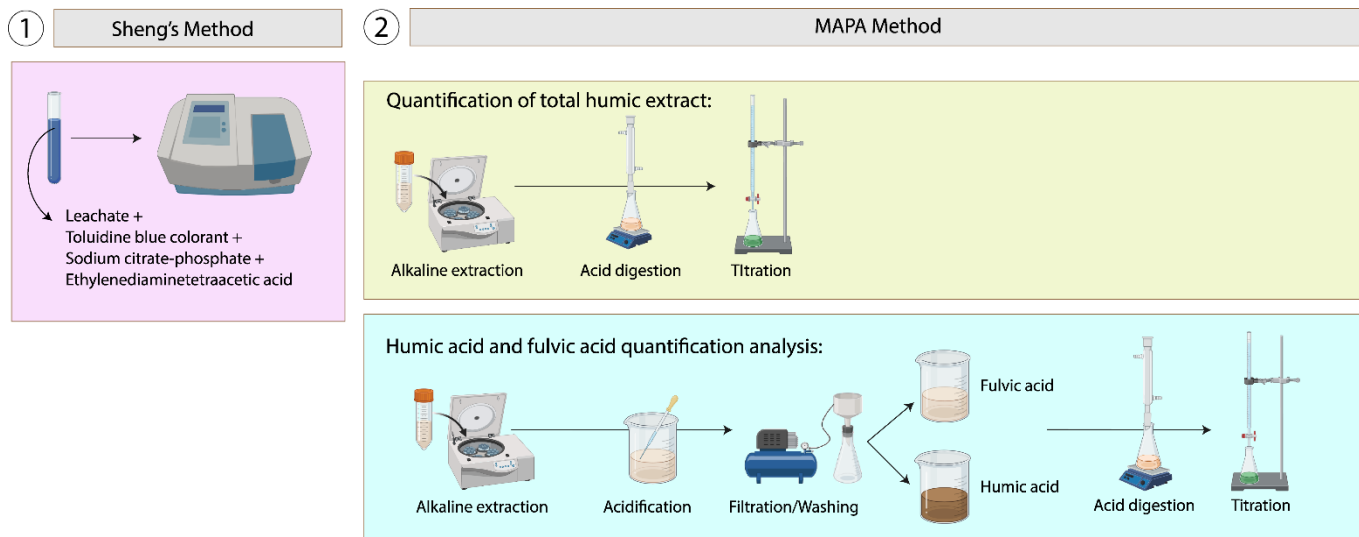 1
Sheng's Method
2
MAPA Method
Leachate +
Toluidine blue colorant +
Sodium citrate-phosphate +
Ethylenediaminetetraacetic acid
Quantification of total humic extract:
Alkaline extraction
Acid digestion
TItration
Humic acid and fulvic acid quantification analysis:
Alkaline extraction
Acidification
Filtration/Washing
Fulvic acid
Humic acid
Acid digestion
Titration